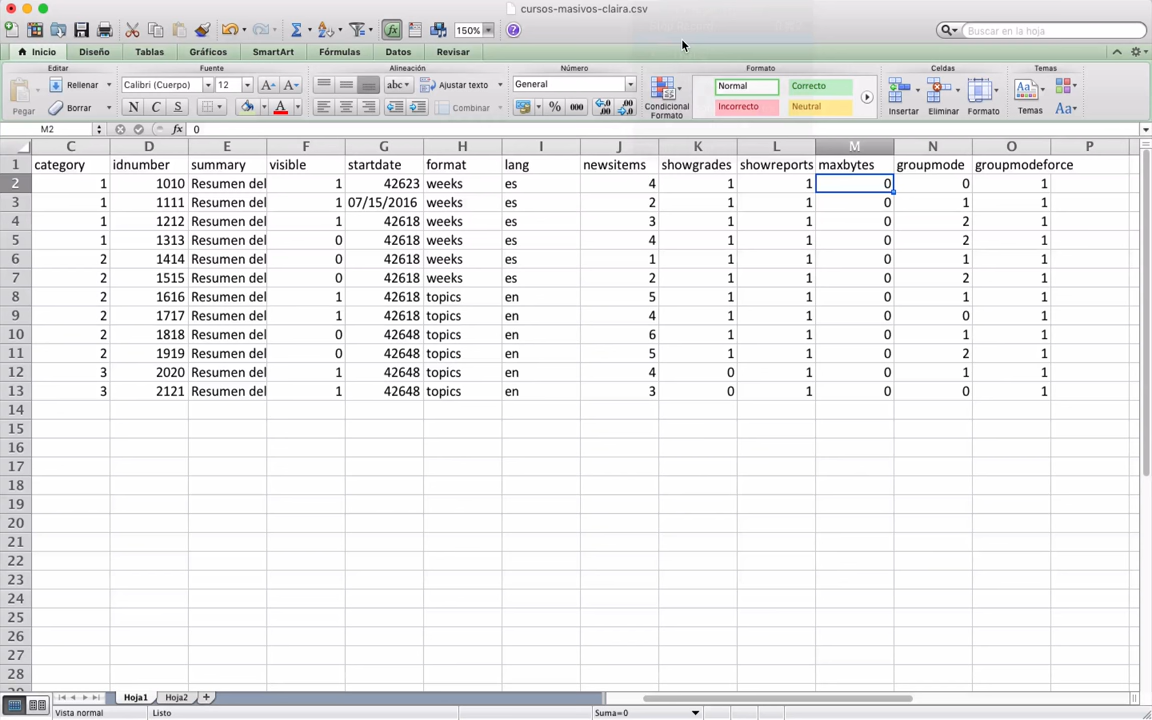 cursos-masivos-claira.csv
150%
Buscar en la hoja
Inicio Diseño Tablas Gráficos SmartArt Fórmulas Datos Revisar
Editar Fuente Alineación Número Formato Celdas Temas
Pegar Rellenar Calibri (Cuerpo) 12 A A abc Ajustar texto General Condicional Formato Normal Correcto Insertar Eliminar Formato Temas
Borrar N C S A Combinar % 000 Incorrecto Neutral Aa
M2 fx 0
C D E F G H I J K L M N O P
1 category idnumber summary visible startdate format lang newsitems showgrades showreports maxbytes groupmode groupmodeforce
2 1 1010 Resumen del 1 42623 weeks es 4 1 1 0 0 1
3 1 1111 Resumen del 1 07/15/2016 weeks es 2 1 1 0 1 1
4 1 1212 Resumen del 1 42618 weeks es 3 1 1 0 2 1
5 1 1313 Resumen del 0 42618 weeks es 4 1 1 0 2 1
6 2 1414 Resumen del 0 42618 weeks es 1 1 1 0 1 1
7 2 1515 Resumen del 0 42618 weeks es 2 1 1 0 2 1
8 2 1616 Resumen del 1 42618 topics en 5 1 1 0 1 1
9 2 1717 Resumen del 1 42618 topics en 4 1 1 0 0 1
10 2 1818 Resumen del 0 42648 topics en 6 1 1 0 1 1
11 2 1919 Resumen del 0 42648 topics en 5 1 1 0 2 1
12 3 2020 Resumen del 1 42648 topics en 4 0 1 0 1 1
13 3 2121 Resumen del 1 42648 topics en 3 0 1 0 0 1
14
15
16
17
18
19
20
21
22
23
24
25
26
27
28
Hoja1 Hoja2 +
Vista normal Listo Suma=0